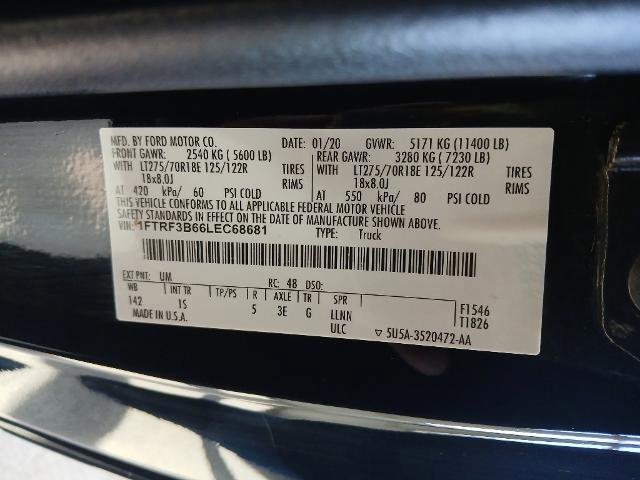 MFD. BY FORD MOTOR CO. DATE: 01/20 GVWR: 5171 KG (11400 LB)
FRONT GAWR: 2540 KG (5600 LB) REAR GAWR: 3280 KG (7230 LB)
WITH LT275/70R18E 125/122R TIRES WITH LT275/70R18E 125/122R TIRES
18x8.0J RIMS 18x8.0J RIMS
AT 420 kPa/ 60 PSI COLD AT 550 kPa/ 80 PSI COLD
THIS VEHICLE CONFORMS TO ALL APPLICABLE FEDERAL MOTOR VEHICLE
SAFETY STANDARDS IN EFFECT ON THE DATE OF MANUFACTURE SHOWN ABOVE.
VIN: 1FTRF3B66LEC68681 TYPE: Truck
EXT PNT: UM RC: 48 DSO:
WB INT TR TP/PS R AXLE TR SPR F1546
142 1S 5 3E G LLNN T1826
MADE IN U.S.A. ULC ▽ 5U5A-3520472-AA